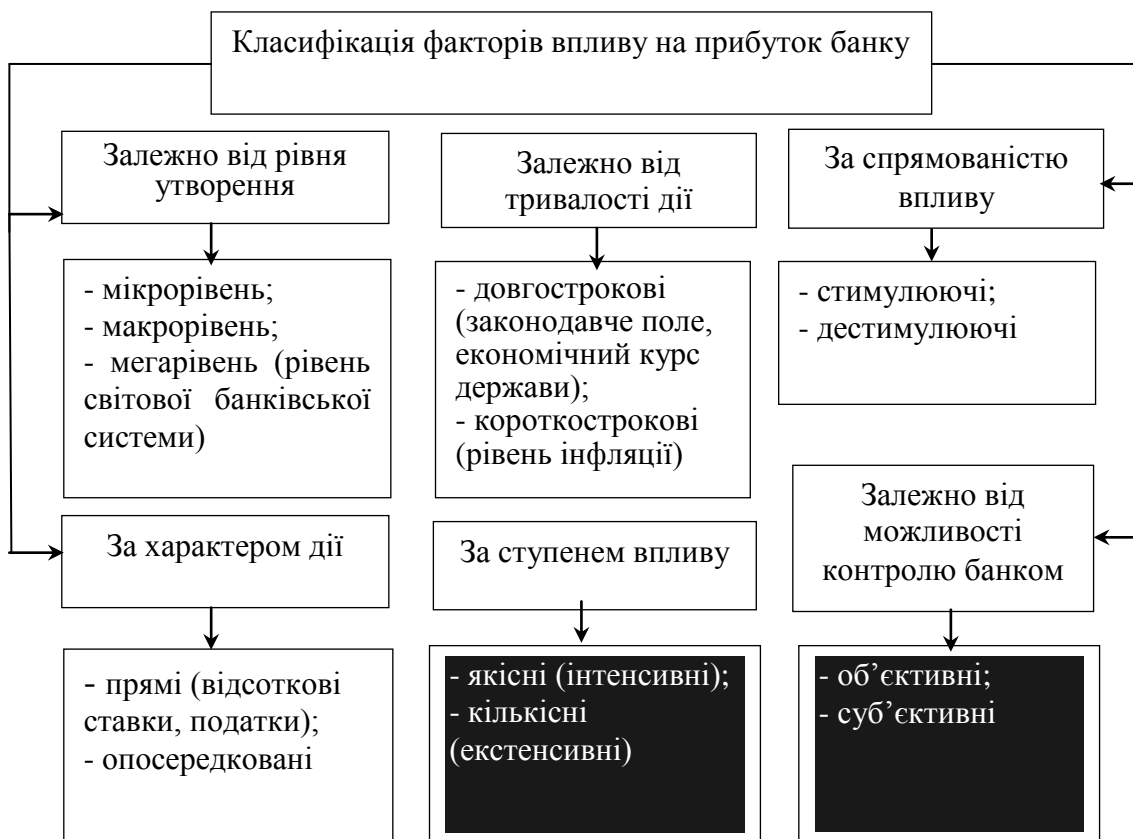 Класифікація факторів впливу на прибуток банку
Залежно від рівня
утворення
Залежно від
тривалості дії
За спрямованістю
впливу
- мікрорівень;
- макрорівень;
- мегарівень (рівень
світової банківської
системи)
- довгострокові
(законодавче поле,
економічний курс
держави);
- короткострокові
(рівень інфляції)
- стимулюючі;
- дестимулюючі
За характером дії
За ступенем впливу
Залежно від
можливості
контролю банком
- прямі (відсоткові
ставки, податки);
- опосередковані
- якісні (інтенсивні);
- кількісні
(екстенсивні)
- об’єктивні;
- суб’єктивні